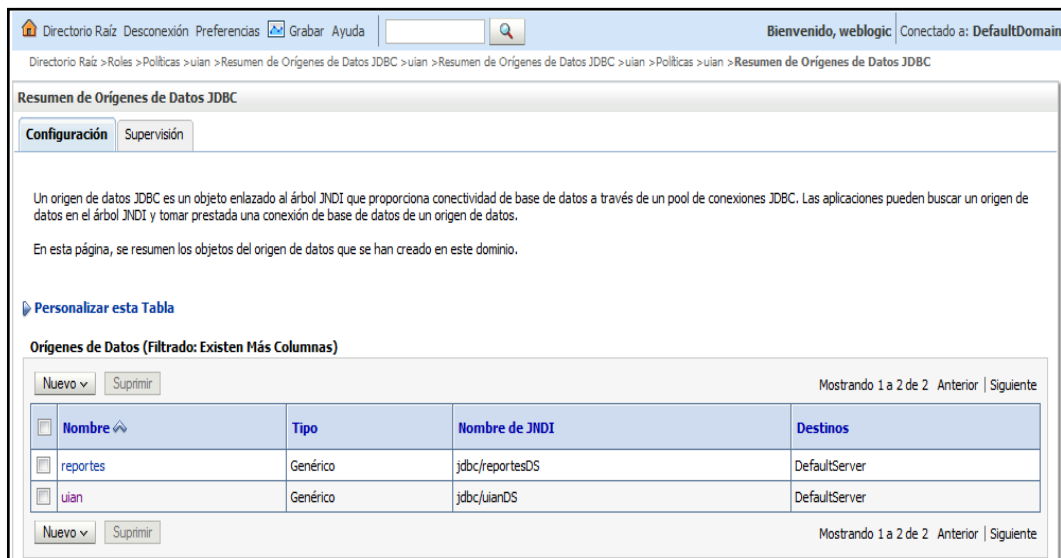 Directorio Raíz Desconexión Preferencias Grabar Ayuda Bienvenido, weblogic Conectado a: DefaultDomain
Directorio Raíz >Roles >Políticas >uian >Resumen de Orígenes de Datos JDBC >uian >Resumen de Orígenes de Datos JDBC >uian >Políticas >uian >Resumen de Orígenes de Datos JDBC
Resumen de Orígenes de Datos JDBC
Configuración Supervisión
Un origen de datos JDBC es un objeto enlazado al árbol JNDI que proporciona conectividad de base de datos a través de un pool de conexiones JDBC. Las aplicaciones pueden buscar un origen de
datos en el árbol JNDI y tomar prestada una conexión de base de datos de un origen de datos.
En esta página, se resumen los objetos del origen de datos que se han creado en este dominio.
Personalizar esta Tabla
Orígenes de Datos (Filtrado: Existen Más Columnas)
Nuevo Suprimir Mostrando 1 a 2 de 2 Anterior | Siguiente
Nombre Tipo Nombre de JNDI Destinos
reportes Genérico jdbc/reportesDS DefaultServer
uian Genérico jdbc/uianDS DefaultServer
Nuevo Suprimir Mostrando 1 a 2 de 2 Anterior | Siguiente